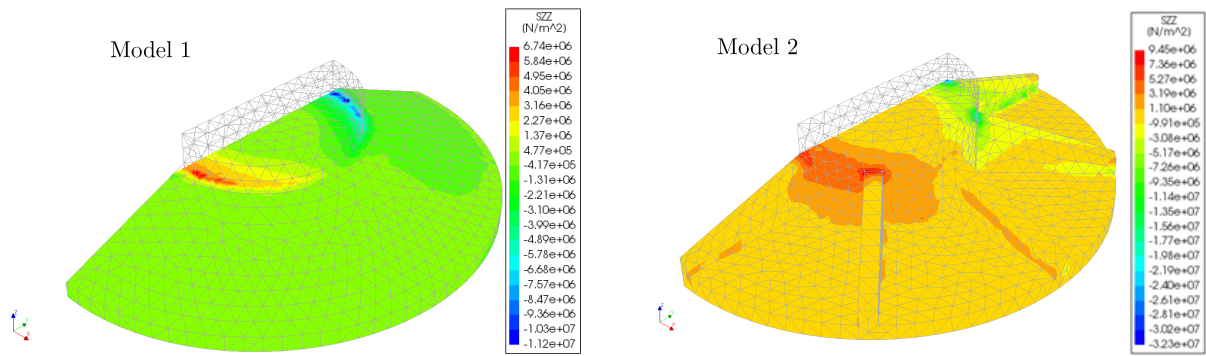 Model 1
SZZ
(N/m^2)
6.74e+06
5.84e+06
4.95e+06
4.05e+06
3.16e+06
2.27e+06
1.37e+06
4.77e+05
-4.17e+05
-1.31e+06
-2.21e+06
-3.10e+06
-3.99e+06
-4.89e+06
-5.78e+06
-6.68e+06
-7.57e+06
-8.47e+06
-9.36e+06
-1.03e+07
-1.12e+07
Model 2
SZZ
(N/m^2)
9.45e+06
7.36e+06
5.27e+06
3.19e+06
1.10e+06
-9.91e+05
-3.08e+06
-5.17e+06
-7.26e+06
-9.35e+06
-1.14e+07
-1.35e+07
-1.56e+07
-1.77e+07
-1.98e+07
-2.19e+07
-2.40e+07
-2.61e+07
-2.81e+07
-3.02e+07
-3.23e+07